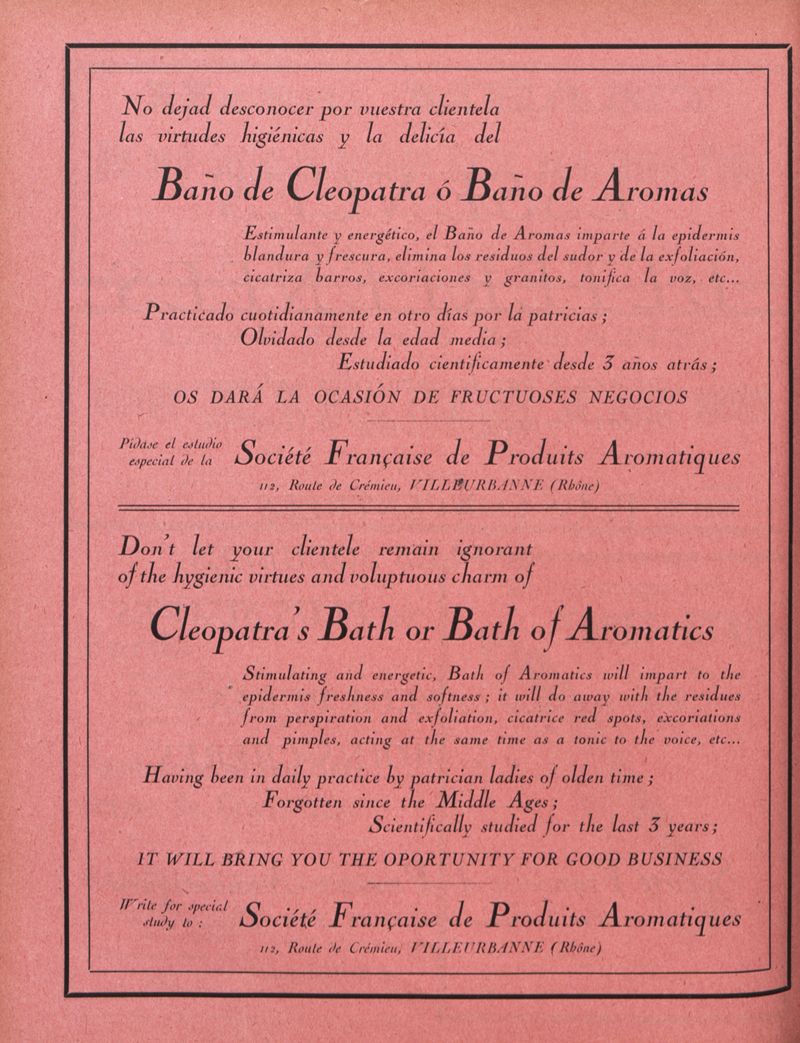 No dejad desconocer por vuestra clientela
las virtudes higiénicas y la delicía del
Baño de Cleopatra ó Baño de Aromas
Estimulante y energético, el Baño de Aromas imparte á la epidermis
blandura y frescura, elimina los residuos del sudor y de la exfoliación,
cicatriza barros, excoriaciones y granitos, tonifica la voz, etc...
Practicado cuotidianamente en otro días por la patricias ;
Olvidado desde la edad media ;
Estudiado cientificamente desde 3 años atrás ;
OS DARÁ LA OCASIÓN DE FRUCTUOSES NEGOCIOS
Pídase el estudio
especial de la
Société Française de Produits Aromatiques
112, Route de Crémieu, VILLEURBANNE (Rhône)
Don't let your clientele remain ignorant
of the hygienic virtues and voluptuous charm of
Cleopatra's Bath or Bath of Aromatics
Stimulating and energetic, Bath of Aromatics will impart to the
epidermis freshness and softness ; it will do away with the residues
from perspiration and exfoliation, cicatrice red spots, excoriations
and pimples, acting at the same time as a tonic to the voice, etc...
Having been in daily practice by patrician ladies of olden time ;
Forgotten since the Middle Ages ;
Scientifically studied for the last 3 years ;
IT WILL BRING YOU THE OPORTUNITY FOR GOOD BUSINESS
Write for special
study to :
Société Française de Produits Aromatiques
112, Route de Crémieu, VILLEURBANNE (Rhône)